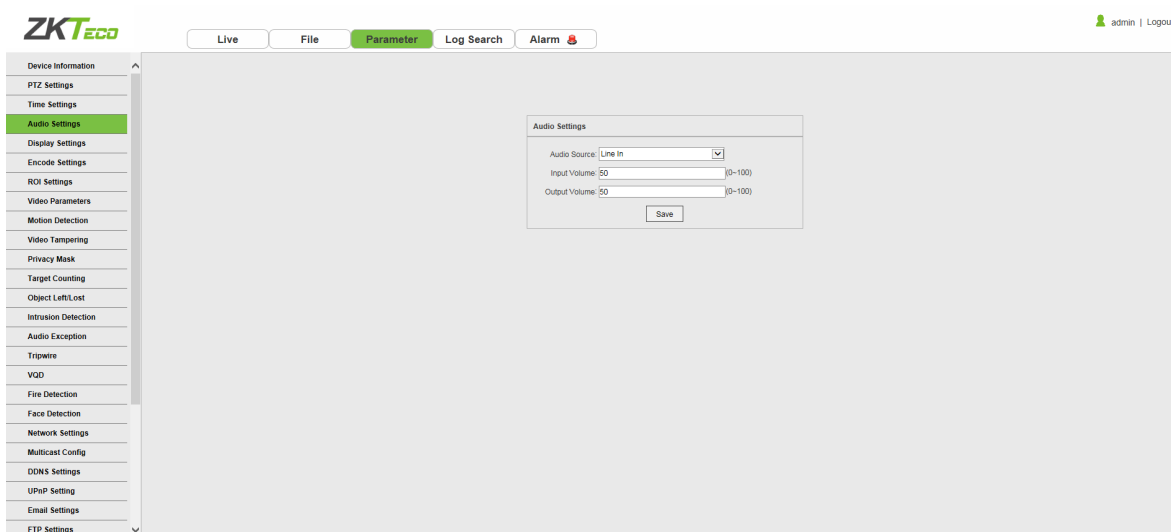 ZKTECO
admin | Logou
Live File Parameter Log Search Alarm
Device Information
PTZ Settings
Time Settings
Audio Settings
Display Settings
Encode Settings
ROI Settings
Video Parameters
Motion Detection
Video Tampering
Privacy Mask
Target Counting
Object Left/Lost
Intrusion Detection
Audio Exception
Tripwire
VQD
Fire Detection
Face Detection
Network Settings
Multicast Config
DDNS Settings
UPnP Setting
Email Settings
FTP Settings
Audio Settings
Audio Source: Line In
Input Volume: 50 (0~100)
Output Volume: 50 (0~100)
Save